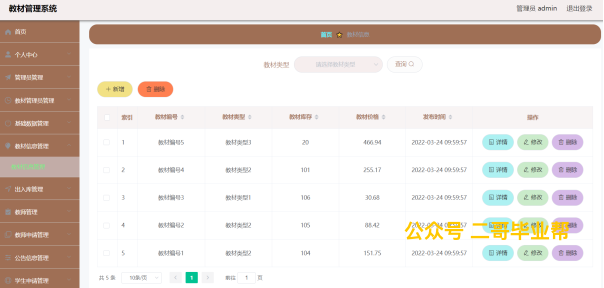 教材管理系统
管理员 admin 退出登录
首页
个人中心
管理员管理
教材管理员管理
基础数据管理
教材信息管理
出入库管理
教师管理
教师申请管理
公告信息管理
学生申请管理
首页 教材信息
教材类型 请选择教材类型 查询
+ 新增 删除
索引 教材编号 教材类型 教材库存 教材价格 发布时间 操作
1 教材编号5 教材类型3 20 466.94 2022-03-24 09:59:57 详情 修改 删除
2 教材编号4 教材类型2 101 255.17 2022-03-24 09:59:57 详情 修改 删除
3 教材编号3 教材类型1 106 30.68 2022-03-24 09:59:57 详情 修改 删除
4 教材编号2 教材类型2 105 88.42 2022-03-24 09:59:57 详情 修改 删除
公众号 二哥毕业帮
5 教材编号1 教材类型1 104 151.75 2022-03-24 09:59:57 详情 修改 删除
共 5 条 10条/页 1 前往 1 页